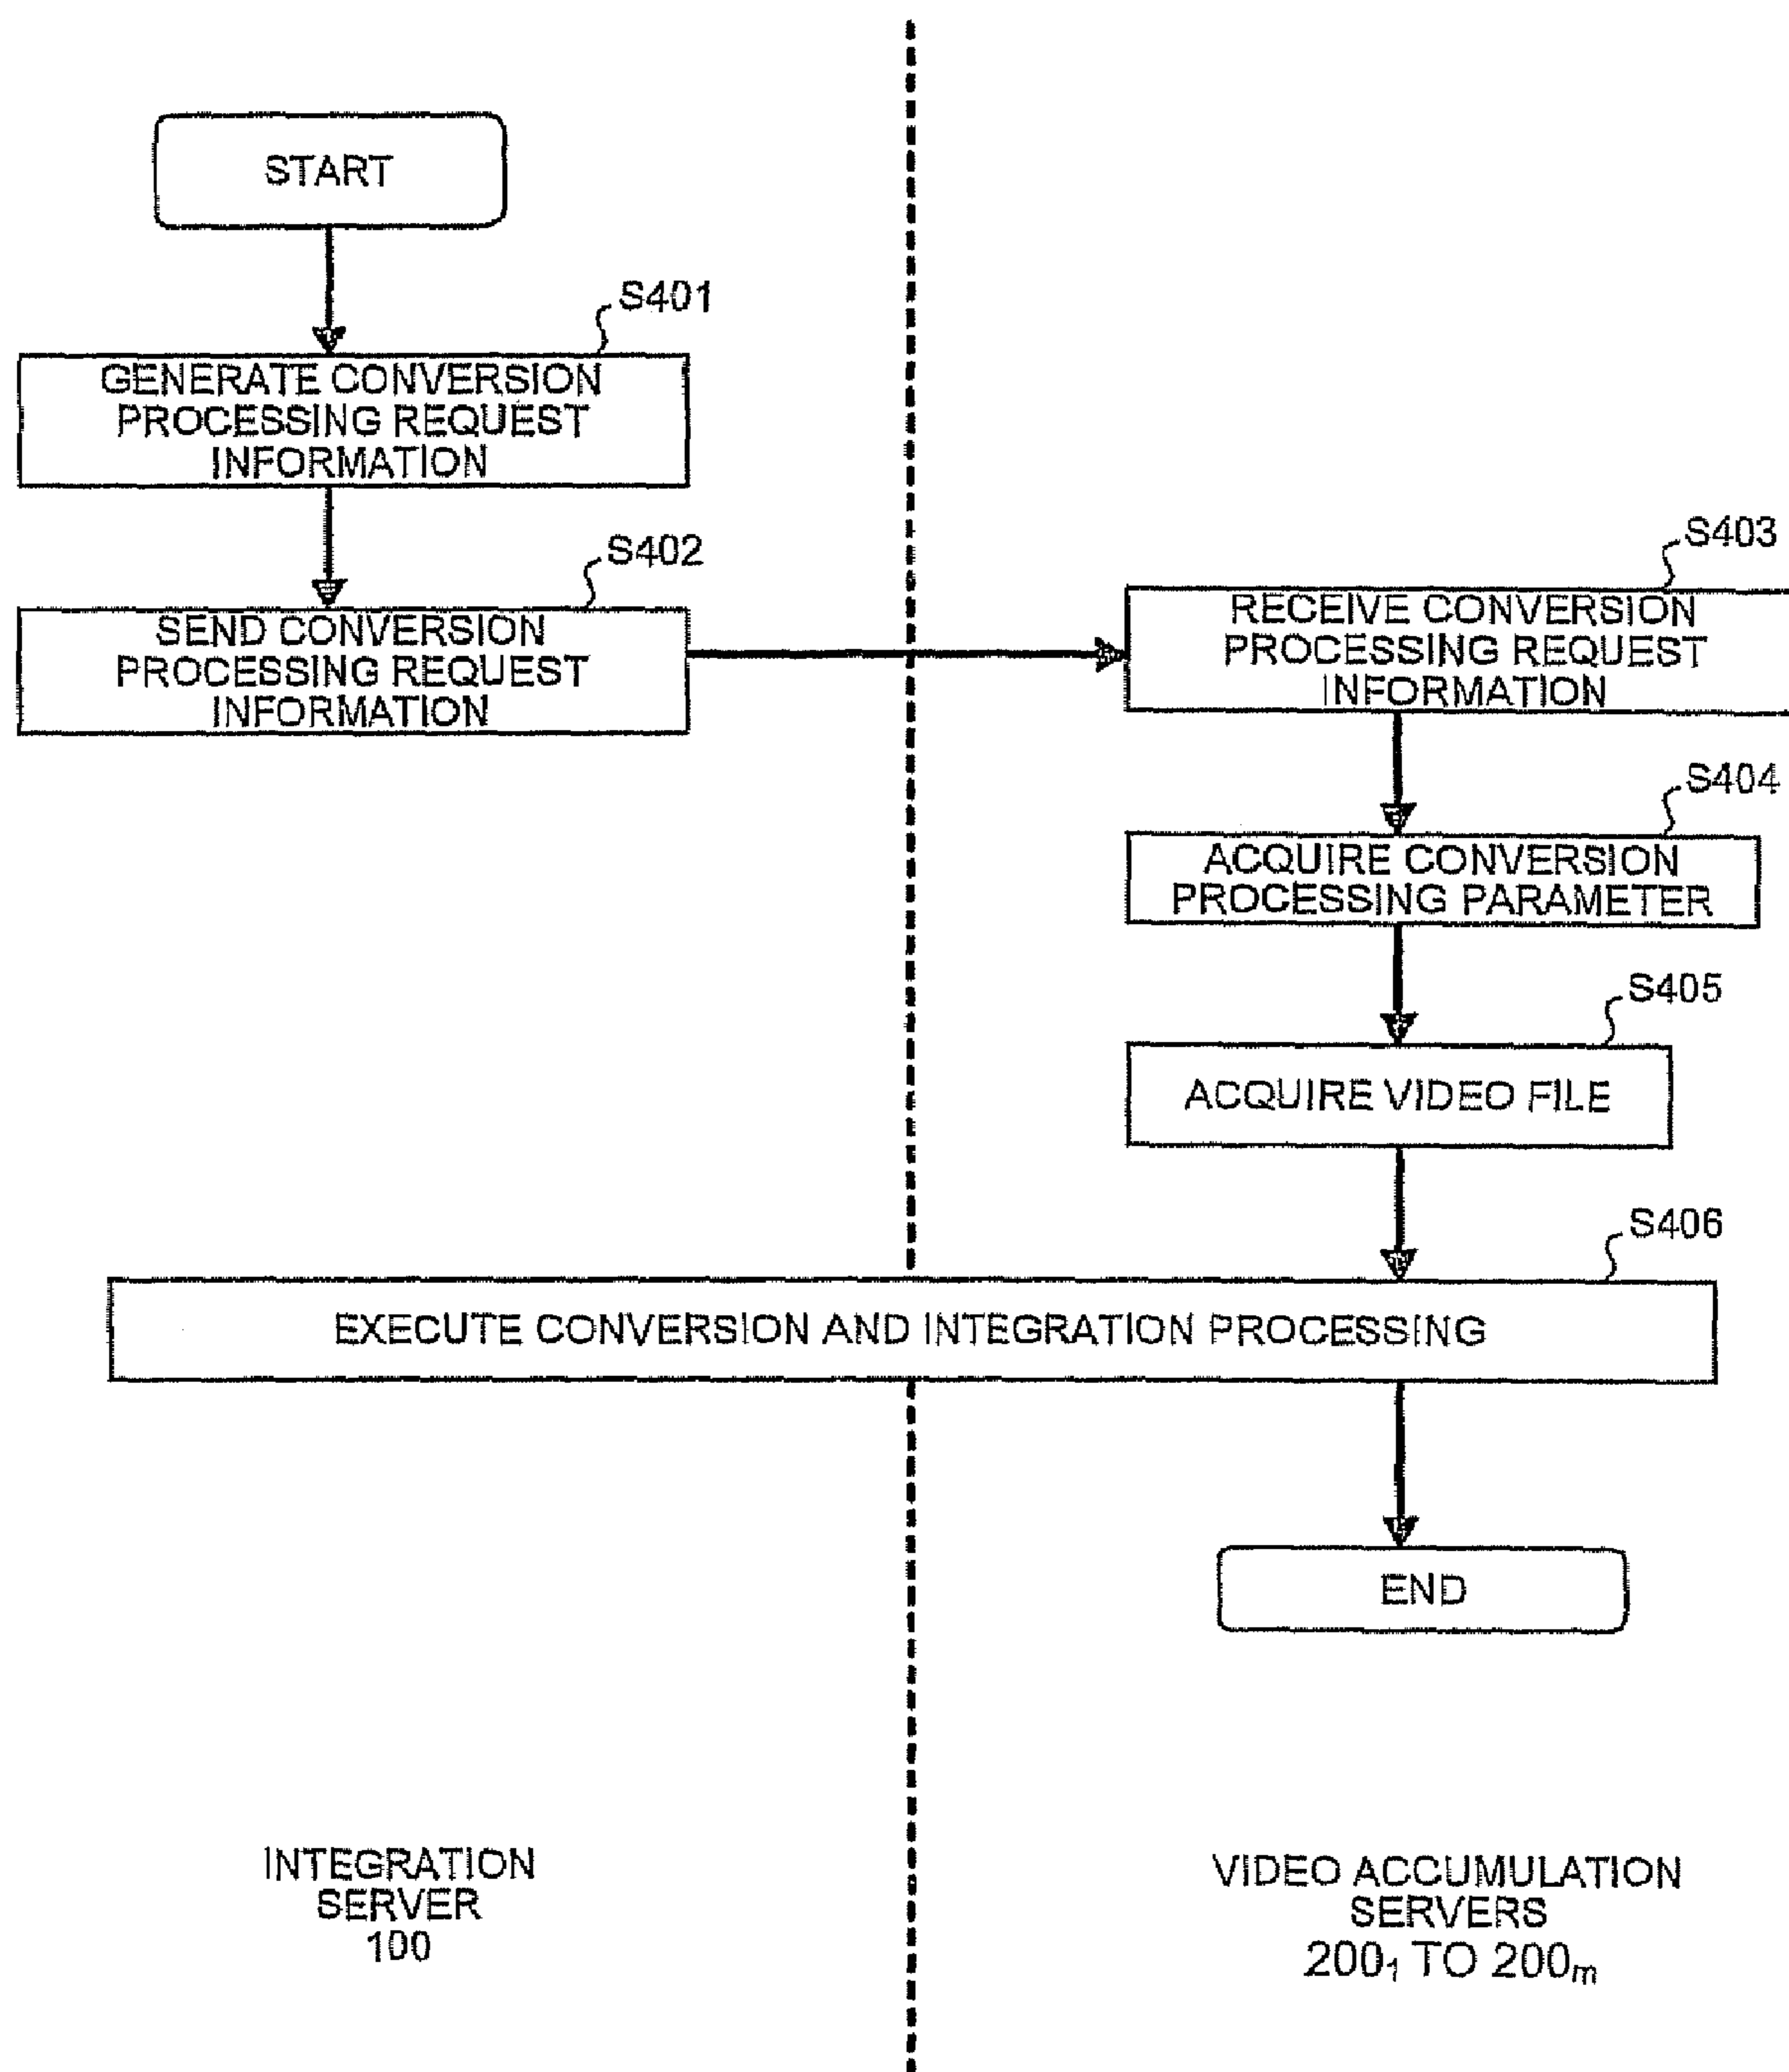 START
S401
GENERATE CONVERSION
PROCESSING REQUEST
INFORMATION
S402
SEND CONVERSION
PROCESSING REQUEST
INFORMATION
S403
RECEIVE CONVERSION
PROCESSING REQUEST
INFORMATION
S404
ACQUIRE CONVERSION
PROCESSING PARAMETER
S405
ACQUIRE VIDEO FILE
S406
EXECUTE CONVERSION AND INTEGRATION PROCESSING
END
INTEGRATION
SERVER
100
VIDEO ACCUMULATION
SERVERS
200₁ TO 200ₘ